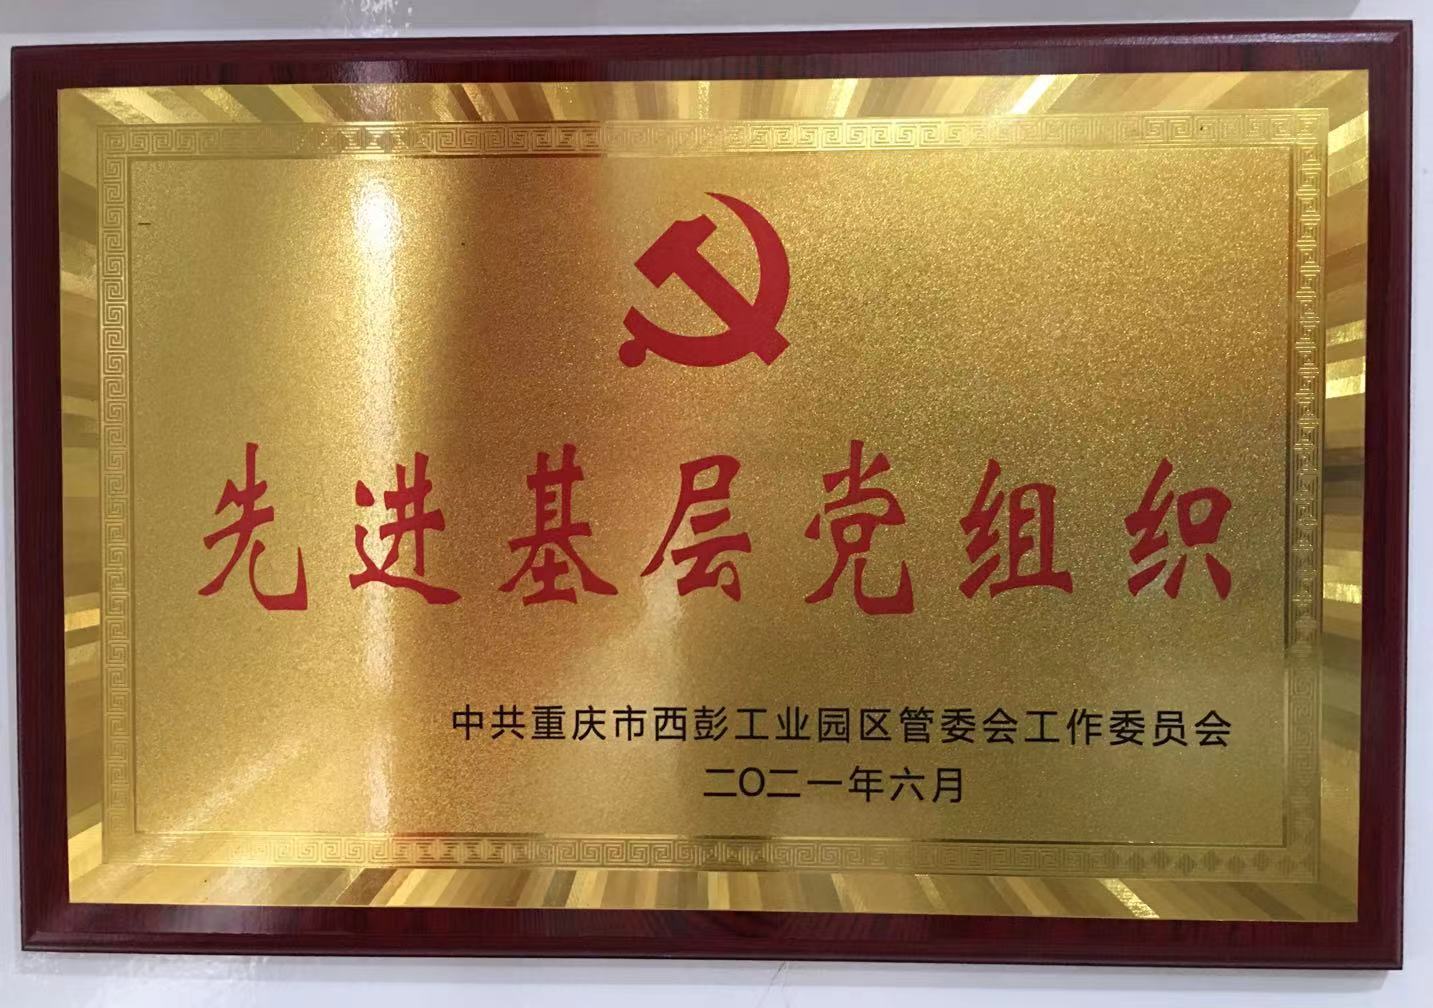 先进基层党组织
中共重庆市西彭工业园区管委会工作委员会
二〇二一年六月